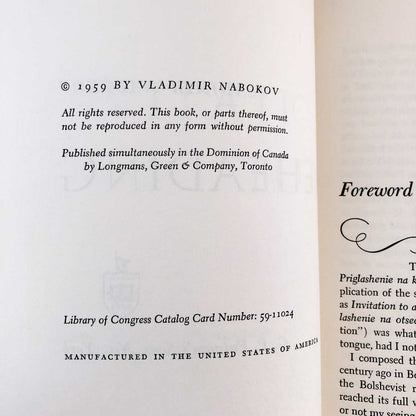 © 1959 BY VLADIMIR NABOKOV
All rights reserved. This book, or parts thereof, must
not be reproduced in any form without permission.
Published simultaneously in the Dominion of Canada
by Longmans, Green & Company, Toronto
Library of Congress Catalog Card Number: 59-11024
MANUFACTURED IN THE UNITED STATES OF AMERICA
Foreword
Priglashenie na
plication of the s
as Invitation to a
lashenie na otse
tion") was what
tongue, had I not
I composed th
century ago in Be
the Bolshevist r
reached its full v
or not my seeing